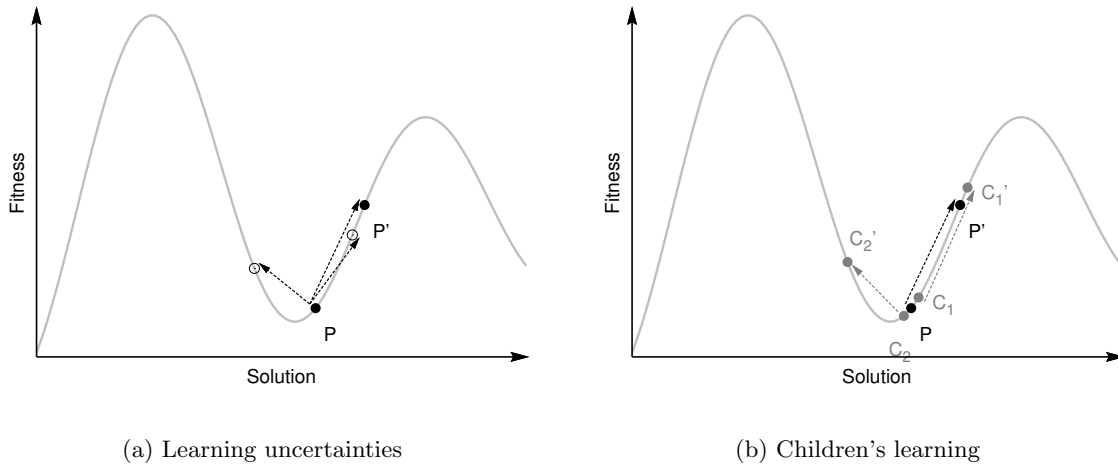 Fitness
P'
P
Solution
(a) Learning uncertainties
Fitness
C1'
P'
C2'
C1
P
C2
Solution
(b) Children's learning